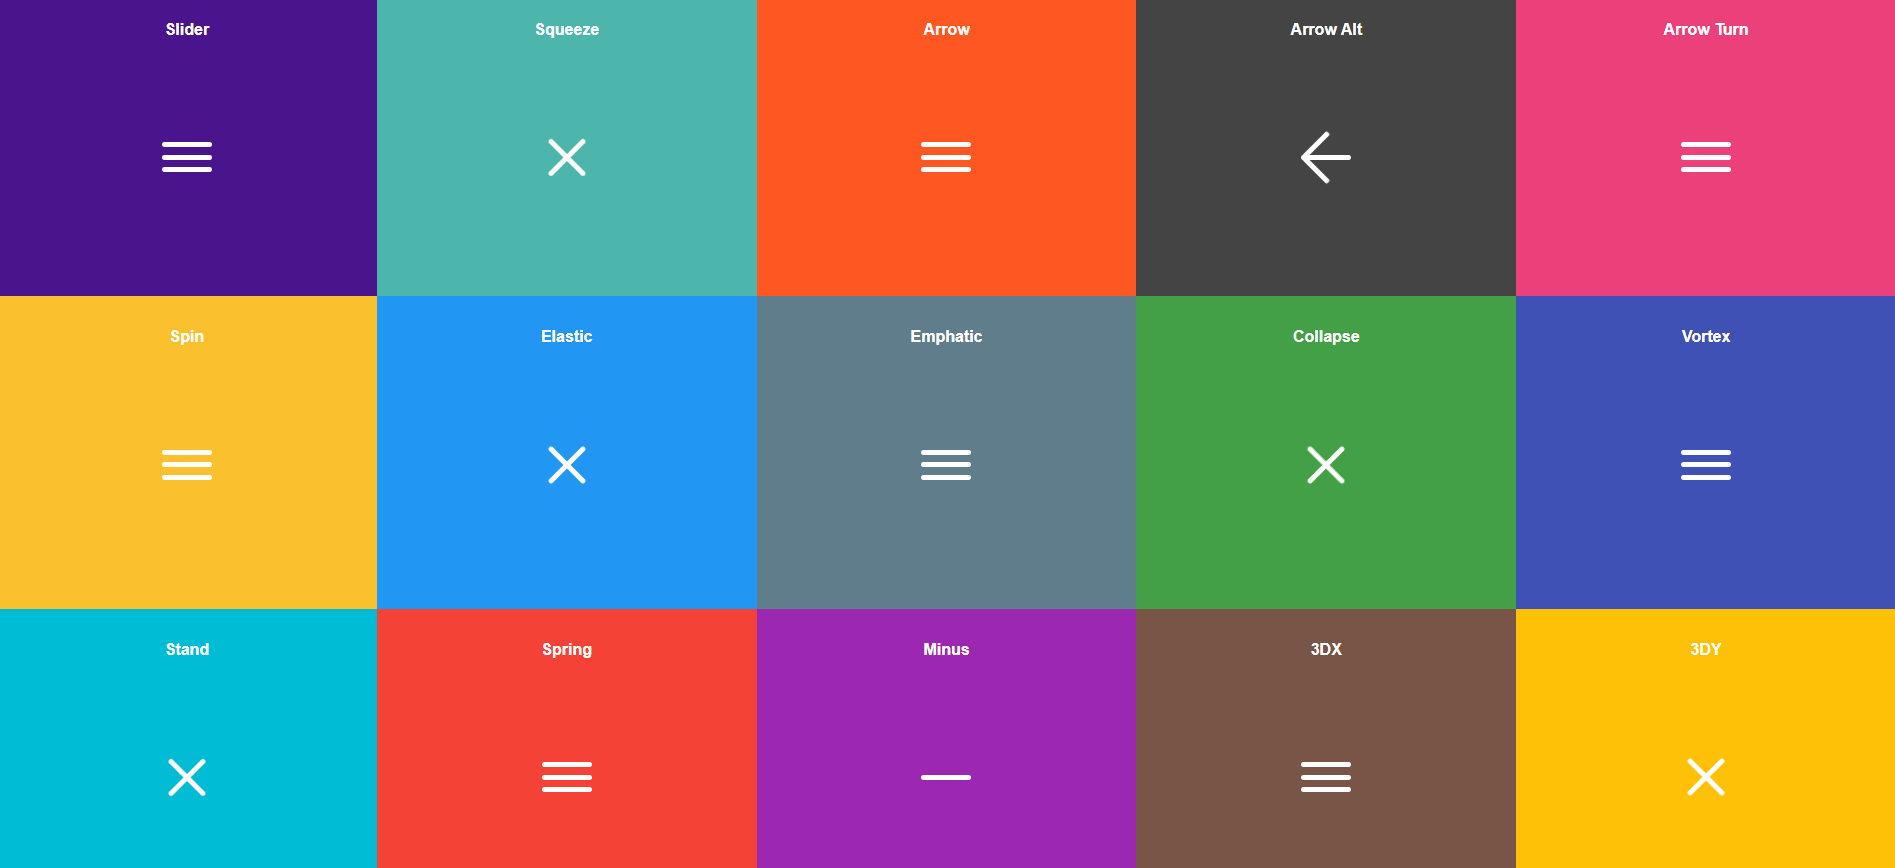 Slider
Squeeze
Arrow
Arrow Alt
Arrow Turn
Spin
Elastic
Emphatic
Collapse
Vortex
Stand
Spring
Minus
3DX
3DY